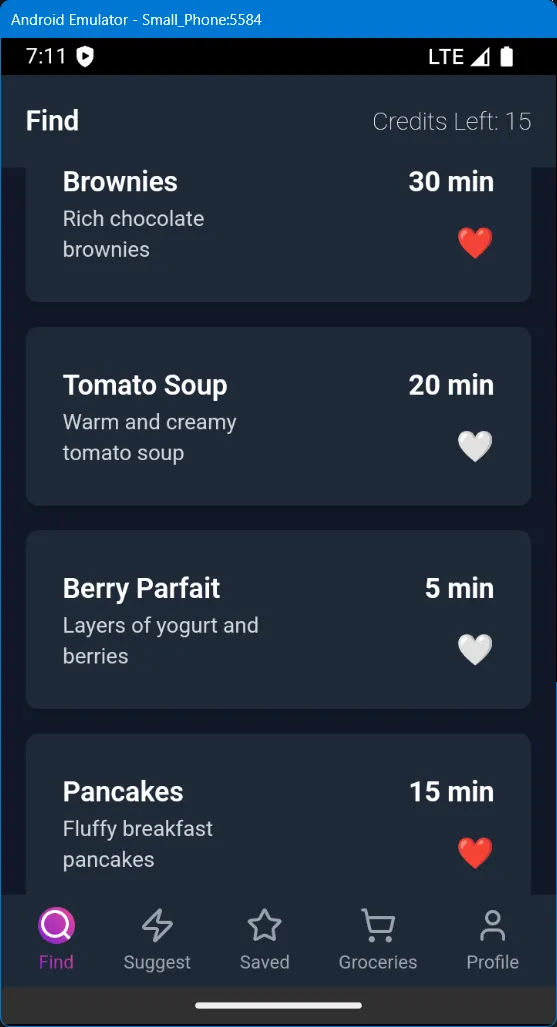 Android Emulator - Small_Phone:5584
7:11 LTE
Find Credits Left: 15
Brownies 30 min
Rich chocolate
brownies
Tomato Soup 20 min
Warm and creamy
tomato soup
Berry Parfait 5 min
Layers of yogurt and
berries
Pancakes 15 min
Fluffy breakfast
pancakes
Find Suggest Saved Groceries Profile